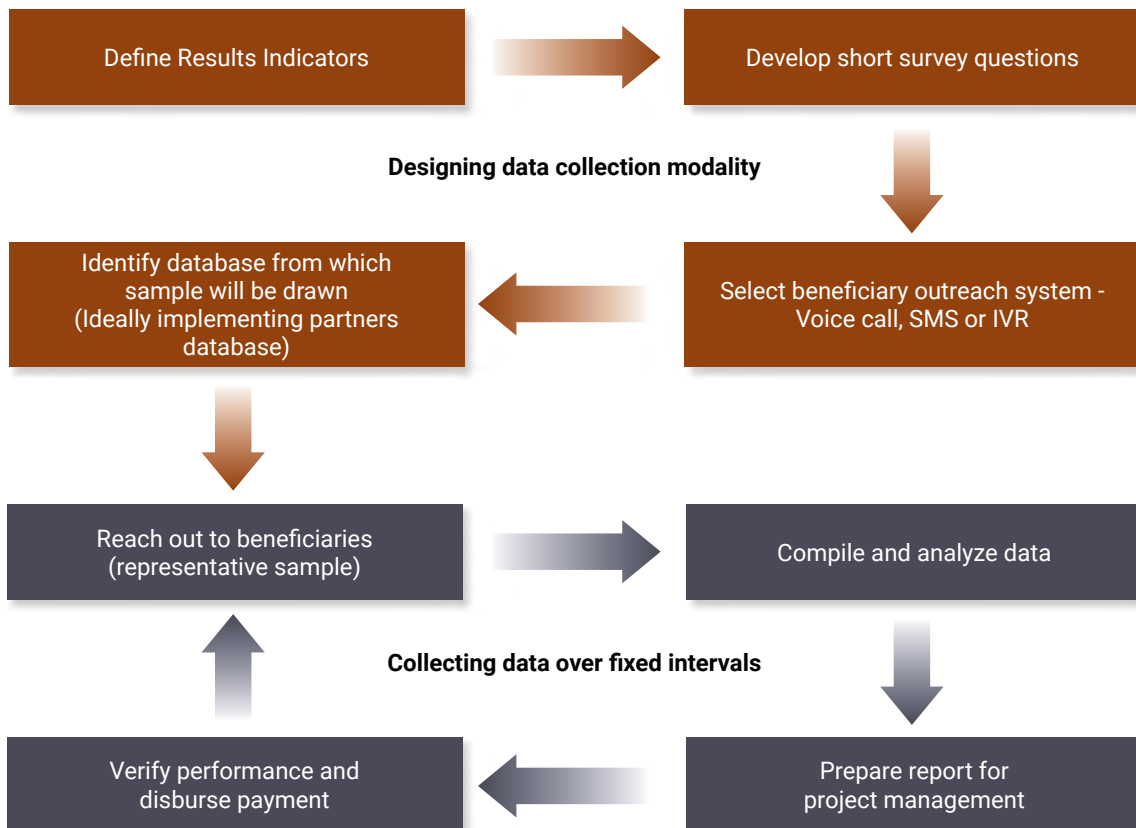 Define Results Indicators
Develop short survey questions
Designing data collection modality
Identify database from which
sample will be drawn
(Ideally implementing partners
database)
Select beneficiary outreach system -
Voice call, SMS or IVR
Reach out to beneficiaries
(representative sample)
Compile and analyze data
Collecting data over fixed intervals
Verify performance and
disburse payment
Prepare report for
project management